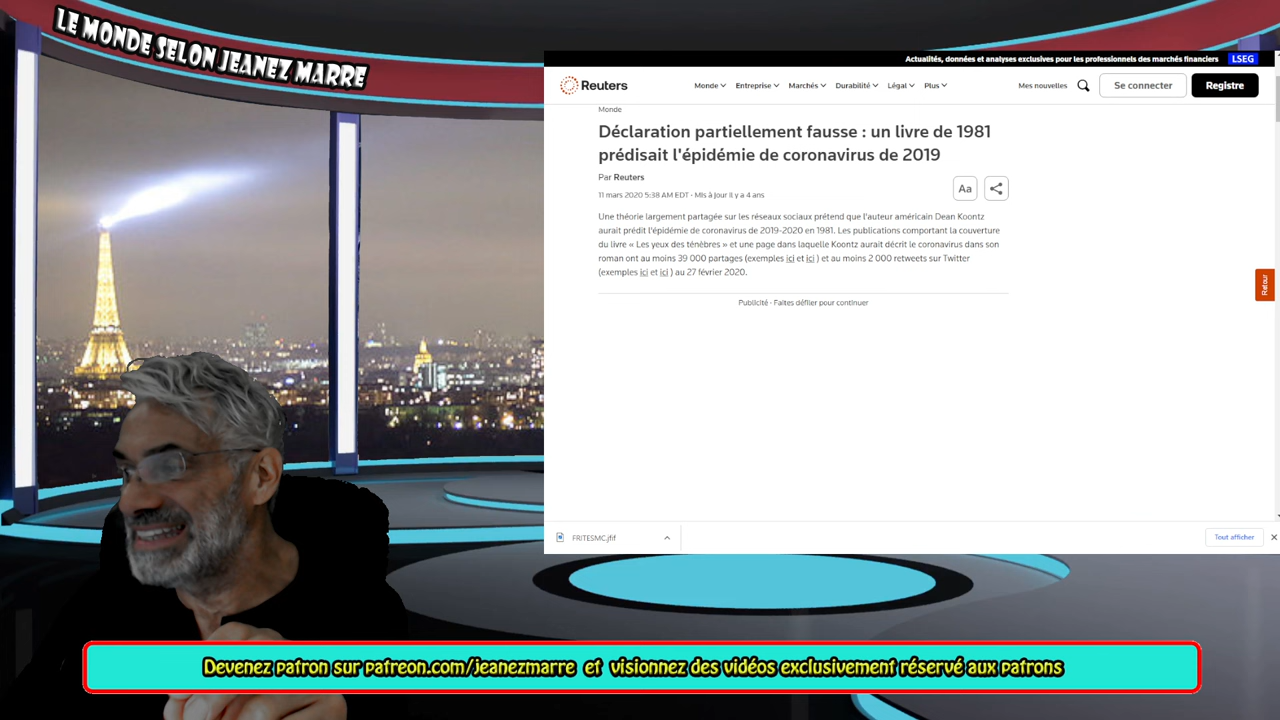 LE MONDE SELON JEANEZ MARRE
Actualités, données et analyses exclusives pour les professionnels des marchés financiers LSEG
Reuters
Monde Entreprise Marchés Durabilité Légal Plus
Mes nouvelles
Se connecter
Registre
Monde
Déclaration partiellement fausse : un livre de 1981
prédisait l'épidémie de coronavirus de 2019
Par Reuters
11 mars 2020 5:38 AM EDT · Mis à jour il y a 4 ans
Aa
Une théorie largement partagée sur les réseaux sociaux prétend que l'auteur américain Dean Koontz
aurait prédit l'épidémie de coronavirus de 2019-2020 en 1981. Les publications comportant la couverture
du livre « Les yeux des ténèbres » et une page dans laquelle Koontz aurait décrit le coronavirus dans son
roman ont au moins 39 000 partages (exemples ici et ici ) et au moins 2 000 retweets sur Twitter
(exemples ici et ici ) au 27 février 2020.
Publicité · Faites défiler pour continuer
Retour
FRITESMC.jfif
Tout afficher
Devenez patron sur patreon.com/jeanezmarre et visionnez des vidéos exclusivement réservé aux patrons